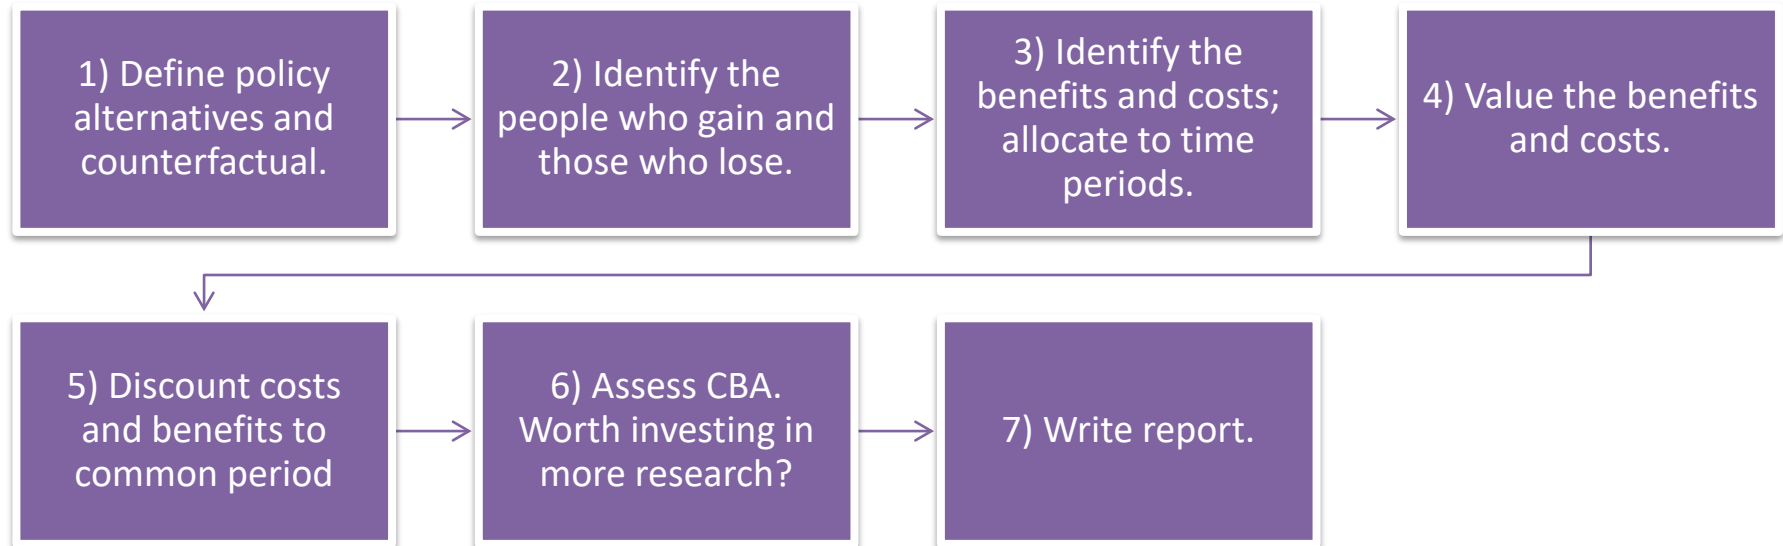 1) Define policy
alternatives and
counterfactual.
2) Identify the
people who gain and
those who lose.
3) Identify the
benefits and costs;
allocate to time
periods.
4) Value the benefits
and costs.
5) Discount costs
and benefits to
common period
6) Assess CBA.
Worth investing in
more research?
7) Write report.